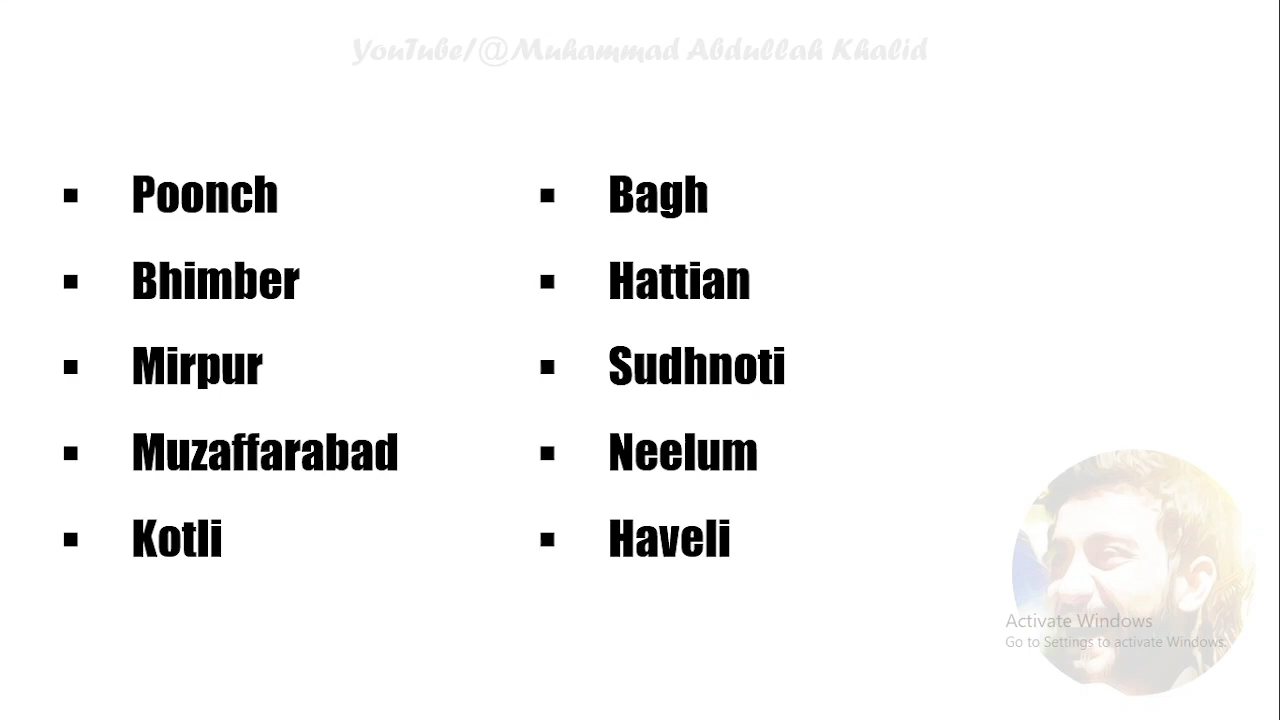 YouTube/@Muhammad Abdullah Khalid
▪ Poonch
▪ Bhimber
▪ Mirpur
▪ Muzaffarabad
▪ Kotli
▪ Bagh
▪ Hattian
▪ Sudhnoti
▪ Neelum
▪ Haveli
Activate Windows
Go to Settings to activate Windows.